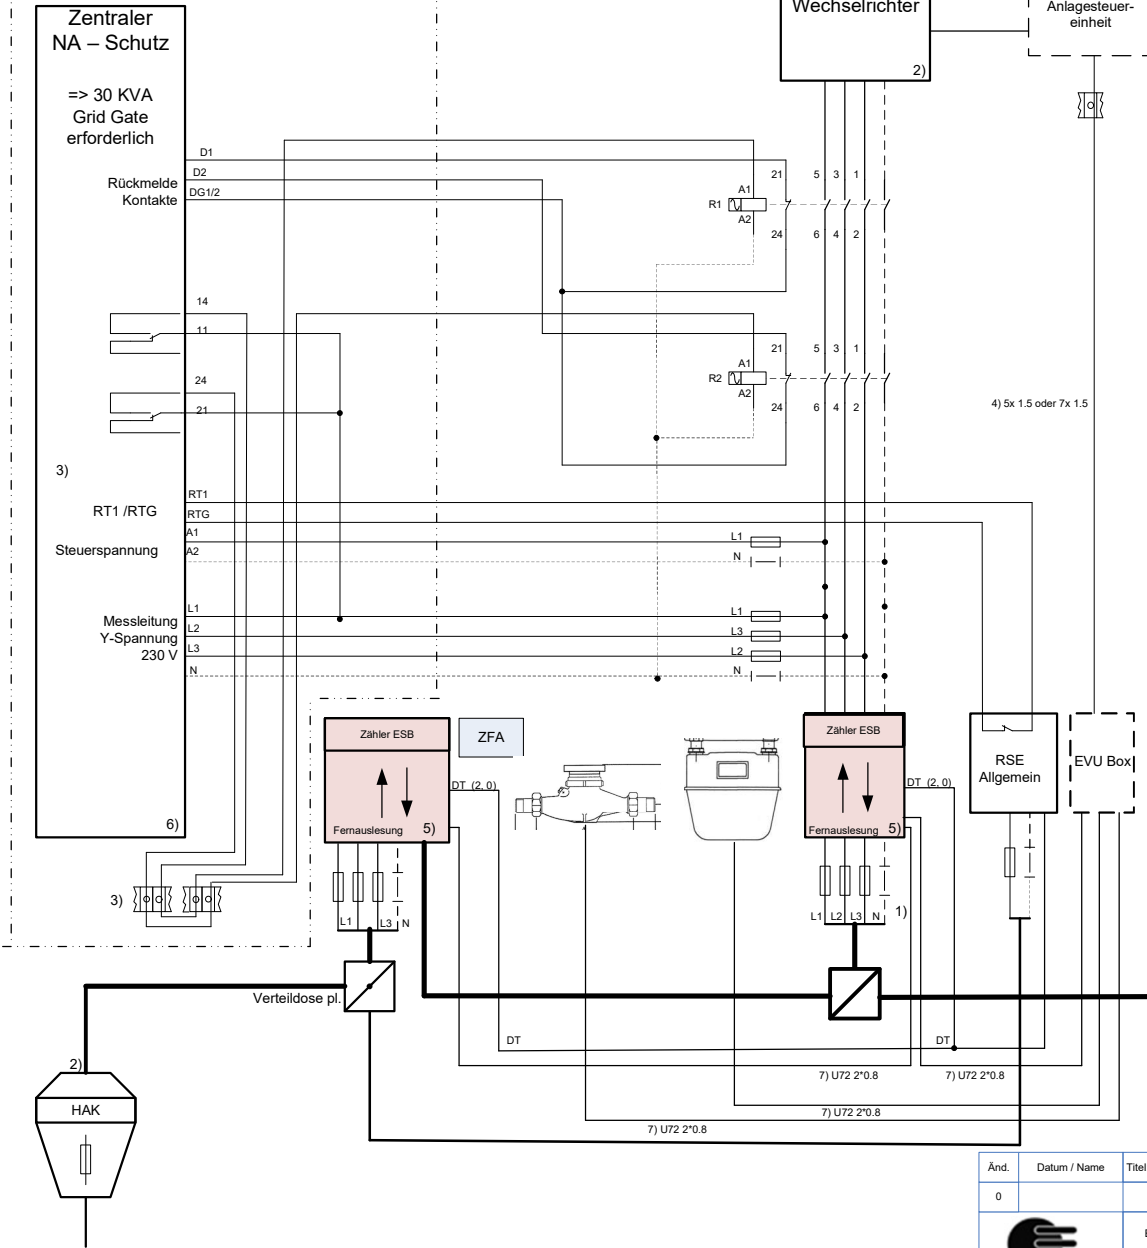 Zentraler
NA – Schutz
=> 30 KVA
Grid Gate
erforderlich
Rückmelde
Kontakte
D1
D2
DG1/2
14
11
24
21
3)
RT1 /RTG
RT1
RTG
Steuerspannung
A1
A2
Messleitung
Y-Spannung
230 V
L1
L2
L3
N
6)
3)
Wechselrichter
2)
Anlagesteuer-
einheit
21 5 3 1
A1
R1
A2
24 6 4 2
21 5 3 1
A1
R2
A2
24 6 4 2
4) 5x 1.5 oder 7x 1.5
L1
N
L1
L3
L2
N
Zähler ESB
Fernauslesung 5)
ZFA
DT (2, 0)
L1 L3 N
Zähler ESB
Fernauslesung 5)
DT (2, 0)
L1 L2 L3 N
1)
RSE
Allgemein
EVU Box
Verteildose pl.
DT
DT
7) U72 2*0.8
7) U72 2*0.8
7) U72 2*0.8
7) U72 2*0.8
2)
HAK
Änd. Datum / Name Titel
0